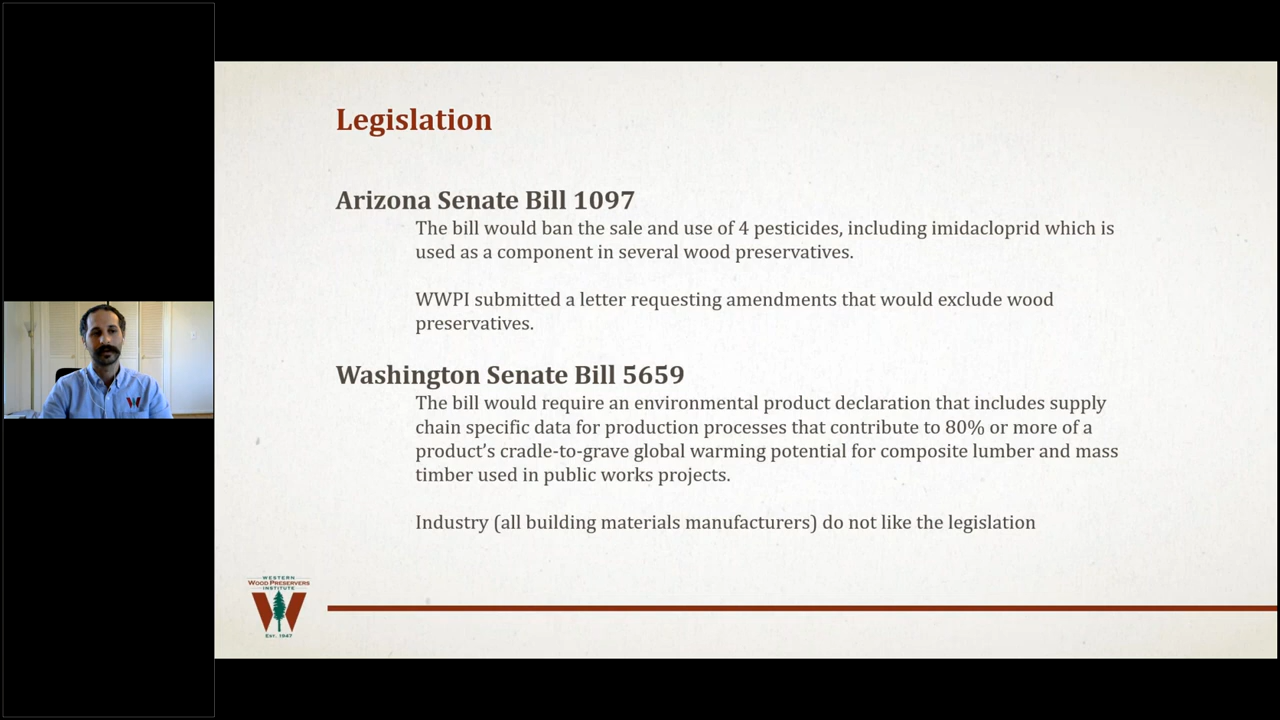 Legislation
Arizona Senate Bill 1097
The bill would ban the sale and use of 4 pesticides, including imidacloprid which is
used as a component in several wood preservatives.
WWPI submitted a letter requesting amendments that would exclude wood
preservatives.
Washington Senate Bill 5659
The bill would require an environmental product declaration that includes supply
chain specific data for production processes that contribute to 80% or more of a
product’s cradle-to-grave global warming potential for composite lumber and mass
timber used in public works projects.
Industry (all building materials manufacturers) do not like the legislation
WESTERN
WOOD PRESERVERS
INSTITUTE
W
EST. 1947